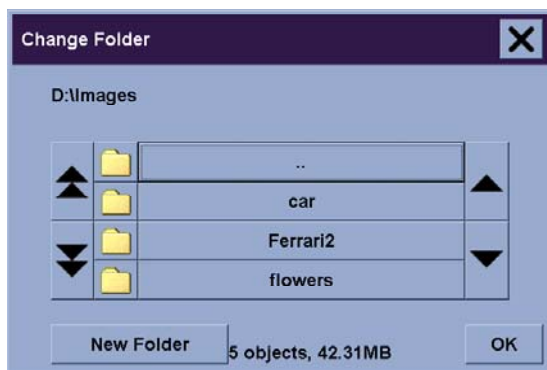 Change Folder
D:\Images
..
car
Ferrari2
flowers
New Folder
5 objects, 42.31MB
OK